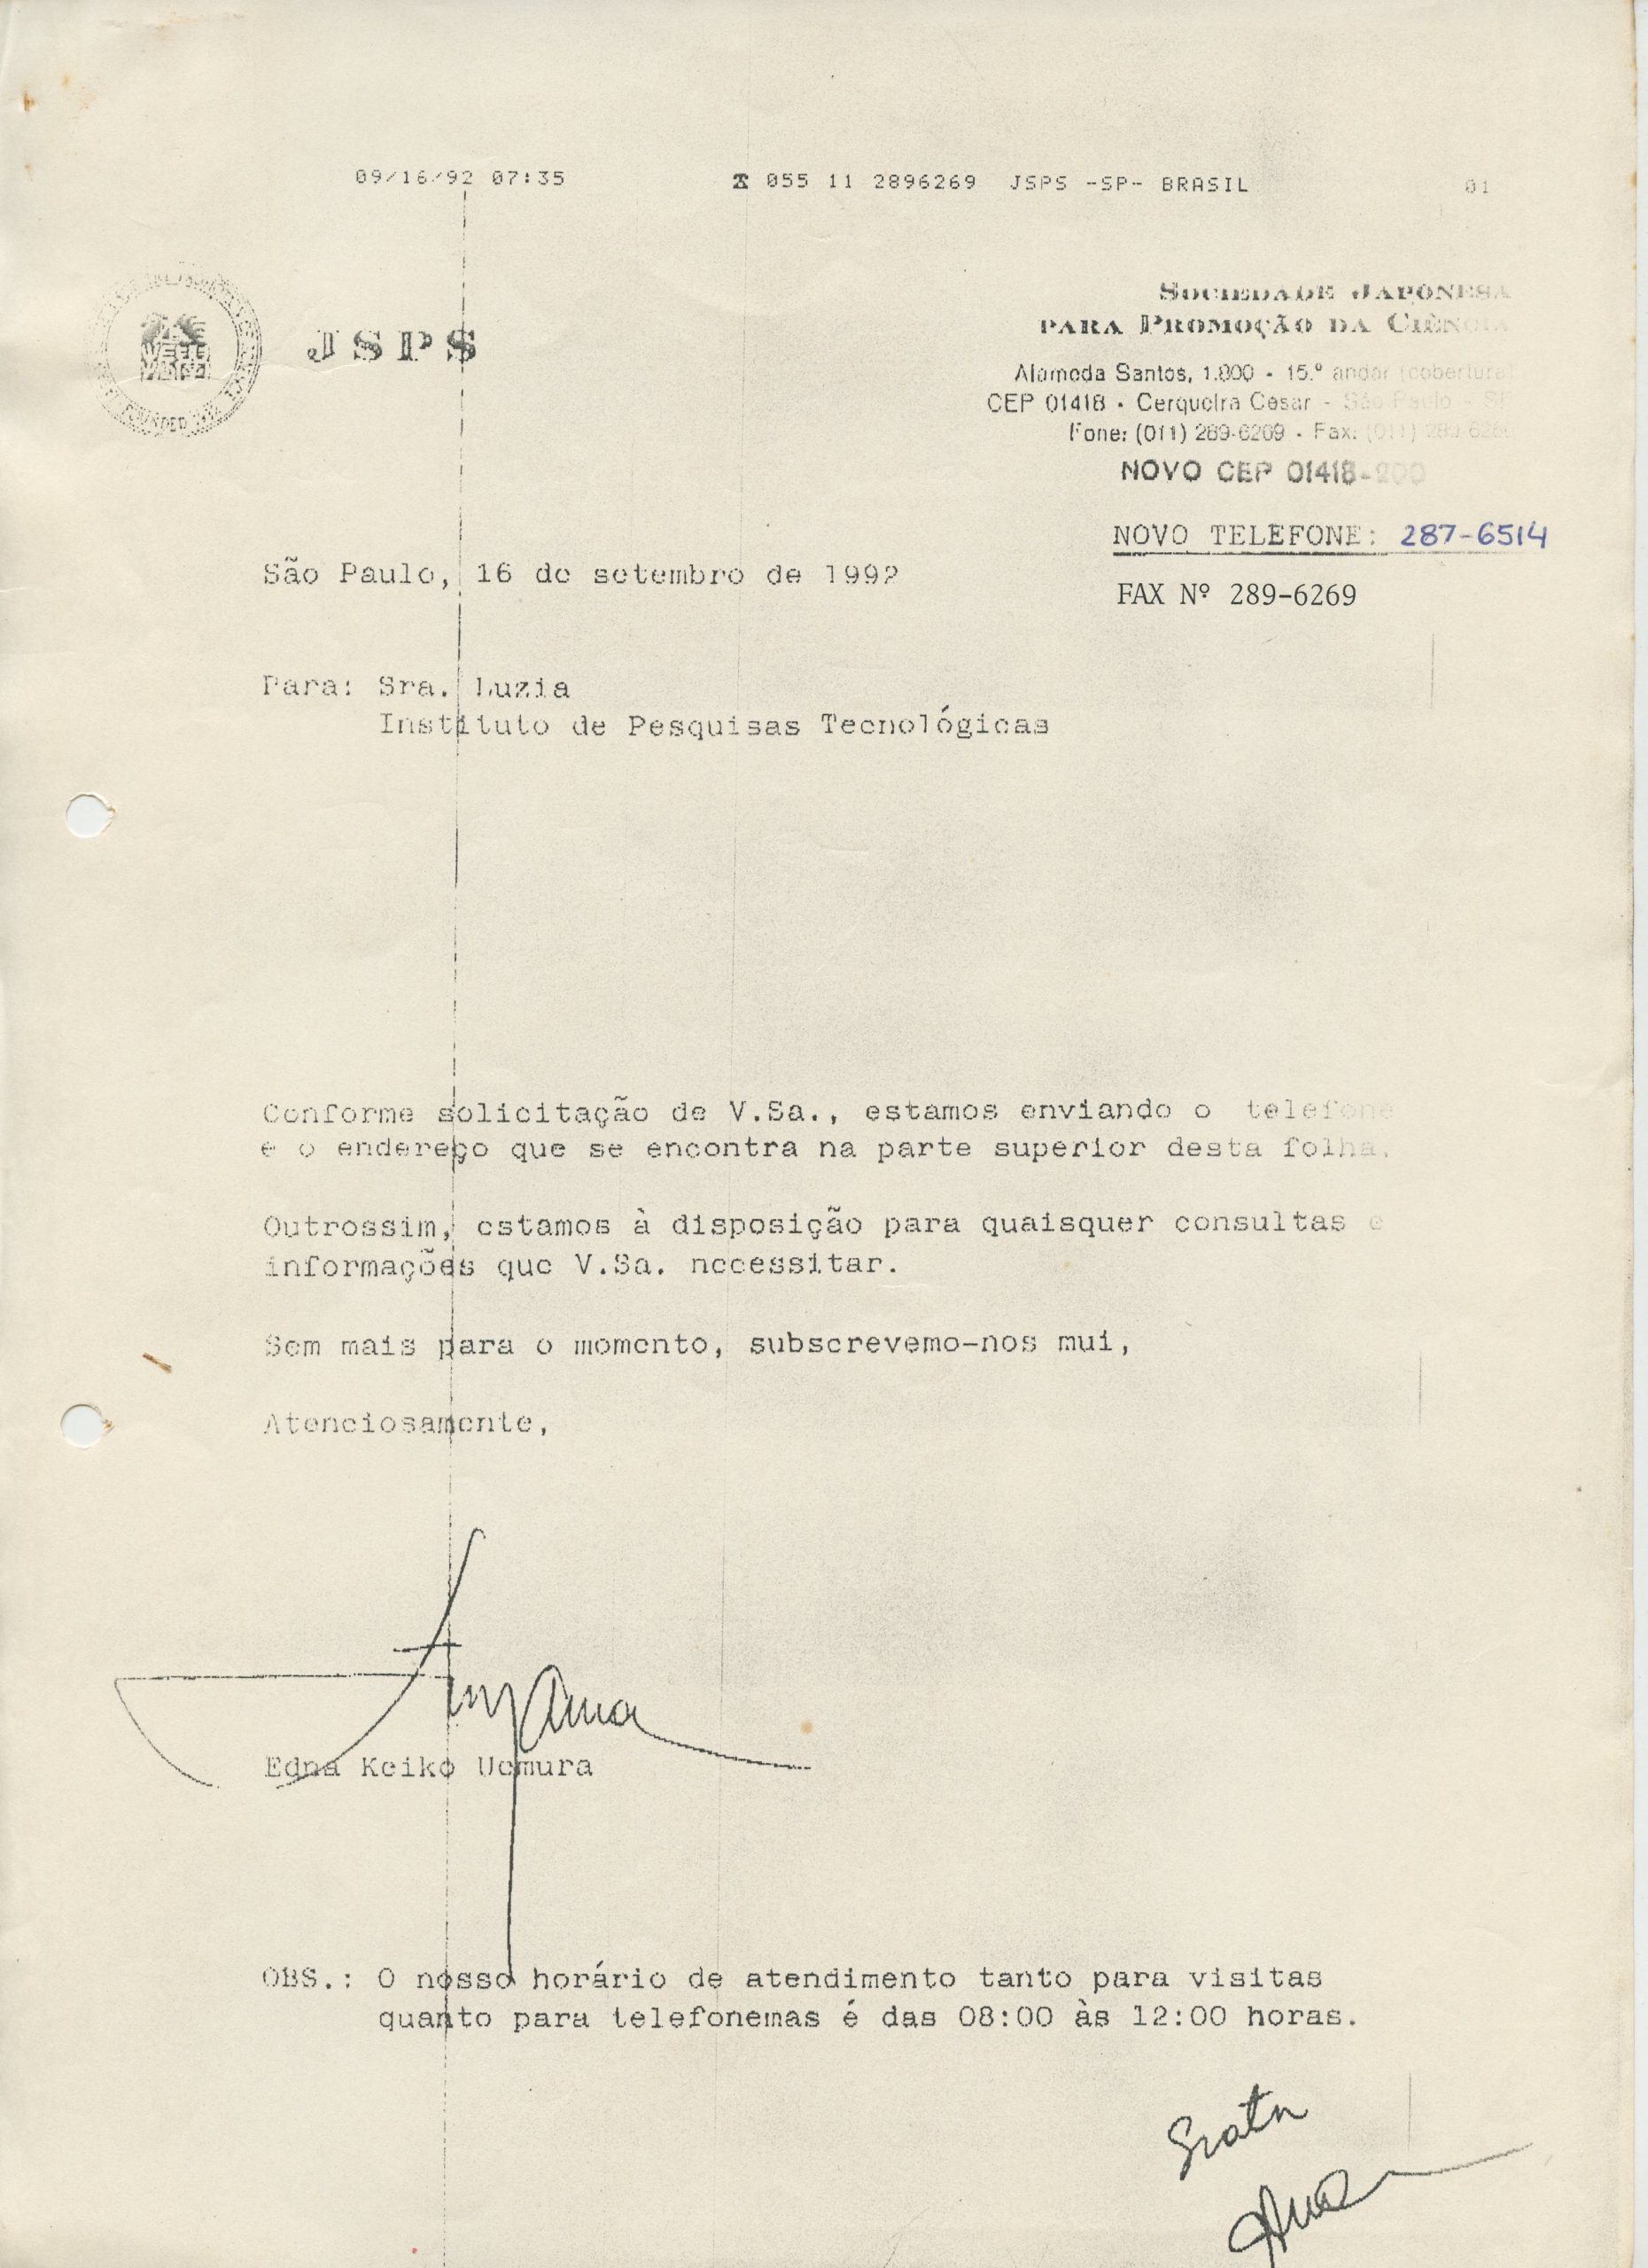 09/16/92 07:35 ☎ 055 11 2896269 JSPS -SP- BRASIL 01
JSPS
SOCIEDADE JAPONESA
PARA PROMOÇÃO DA CIÊNCIA
Alameda Santos, 1.800 - 15.º andar (cobertura)
CEP 01418 - Cerqueira Cesar - São Paulo - SP
Fone: (011) 289-6269 - Fax: (011)
NOVO CEP 01418-200
NOVO TELEFONE: 287-6514
FAX Nº 289-6269
São Paulo, 16 de setembro de 1992
Para: Sra. Luzia
Instituto de Pesquisas Tecnológicas
Conforme solicitação de V.Sa., estamos enviando o telefone
e o endereço que se encontra na parte superior desta folha.
Outrossim, estamos à disposição para quaisquer consultas e
informações que V.Sa. necessitar.
Sem mais para o momento, subscrevemo-nos mui,
Atenciosamente,
Edna Keiko Uemura
OBS.: O nosso horário de atendimento tanto para visitas
quanto para telefonemas é das 08:00 às 12:00 horas.
Grata